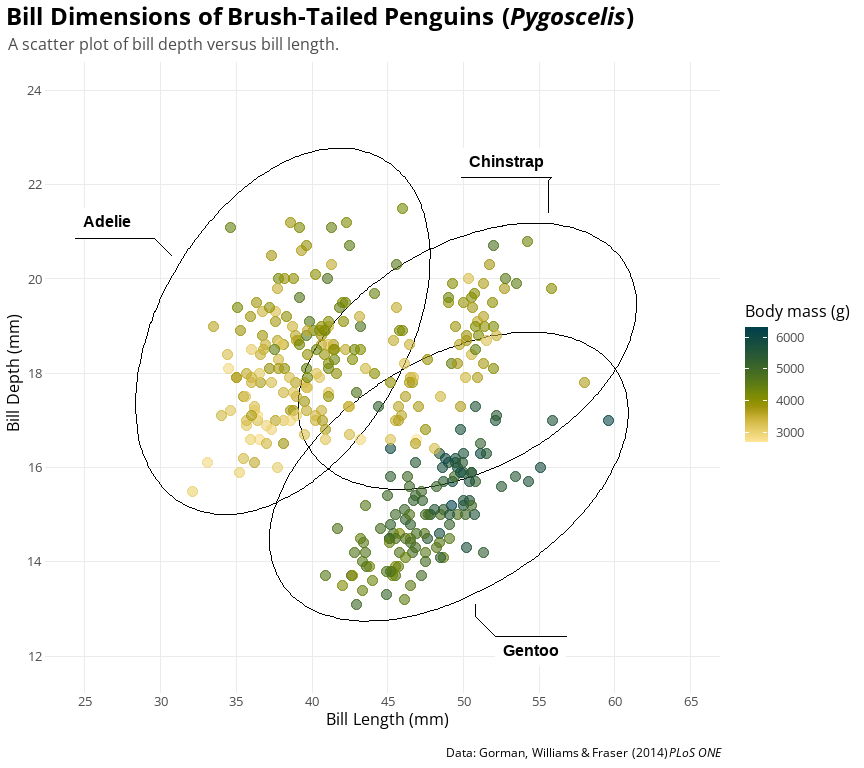 Bill Dimensions of Brush-Tailed Penguins (Pygoscelis)
A scatter plot of bill depth versus bill length.
24
22
20
18
16
14
12
Bill Depth (mm)
Adelie
Chinstrap
Gentoo
25 30 35 40 45 50 55 60 65
Bill Length (mm)
Body mass (g)
6000
5000
4000
3000
Data: Gorman, Williams & Fraser (2014) PLoS ONE